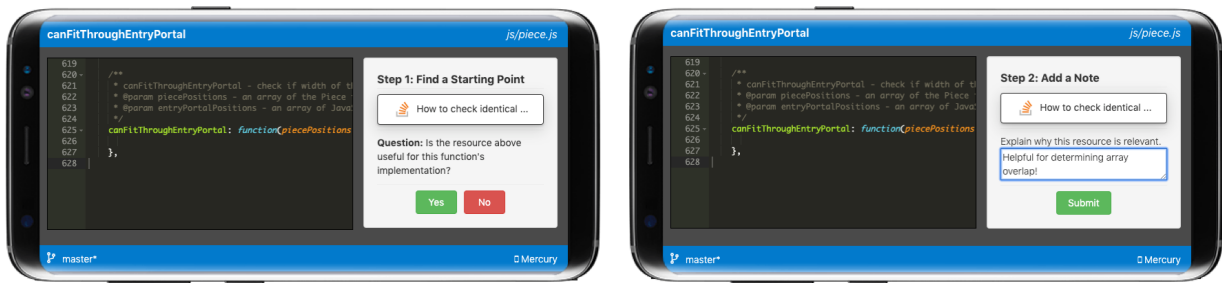 canFitThroughEntryPortal
js/piece.js
619
620
/**
621
* canFitThroughEntryPortal - check if width of th
622
* @param piecePositions - an array of the Piece
623
* @param entryPortalPositions - an array of Java
624
*/
625
canFitThroughEntryPortal: function(piecePositions
626
627
},
628
Step 1: Find a Starting Point
How to check identical ...
Question: Is the resource above
useful for this function's
implementation?
Yes
No
master*
Mercury
canFitThroughEntryPortal
js/piece.js
619
620
/**
621
* canFitThroughEntryPortal - check if width of t
622
* @param piecePositions - an array of the Piece
623
* @param entryPortalPositions - an array of Java
624
*/
625
canFitThroughEntryPortal: function(piecePositions
626
627
},
628
Step 2: Add a Note
How to check identical ...
Explain why this resource is relevant.
Helpful for determining array
overlap!
Submit
master*
Mercury